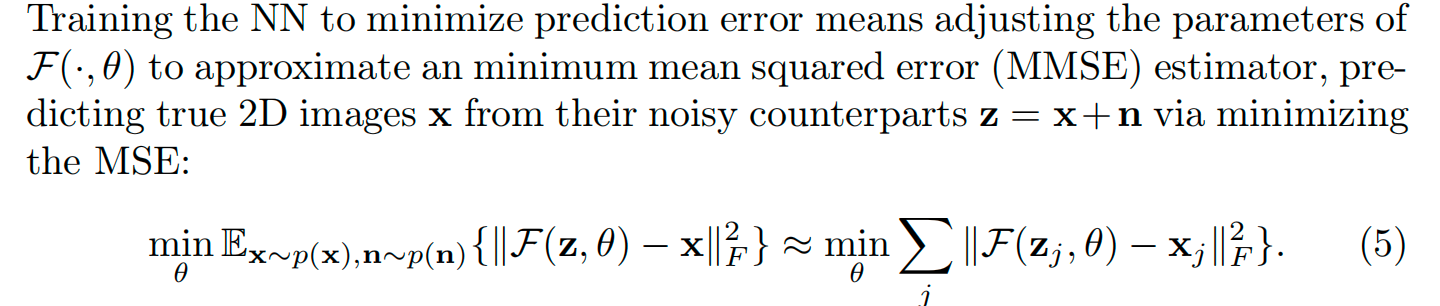 Training the NN to minimize prediction error means adjusting the parameters of
ℱ(·, θ) to approximate an minimum mean squared error (MMSE) estimator, pre-
dicting true 2D images 𝐱 from their noisy counterparts 𝐳 = 𝐱+𝐧 via minimizing
the MSE:
min_θ 𝔼_{𝐱∼p(𝐱),𝐧∼p(𝐧)}{‖ℱ(𝐳, θ) − 𝐱‖²_F} ≈ min_θ ∑_j ‖ℱ(𝐳_j, θ) − 𝐱_j‖²_F}. (5)